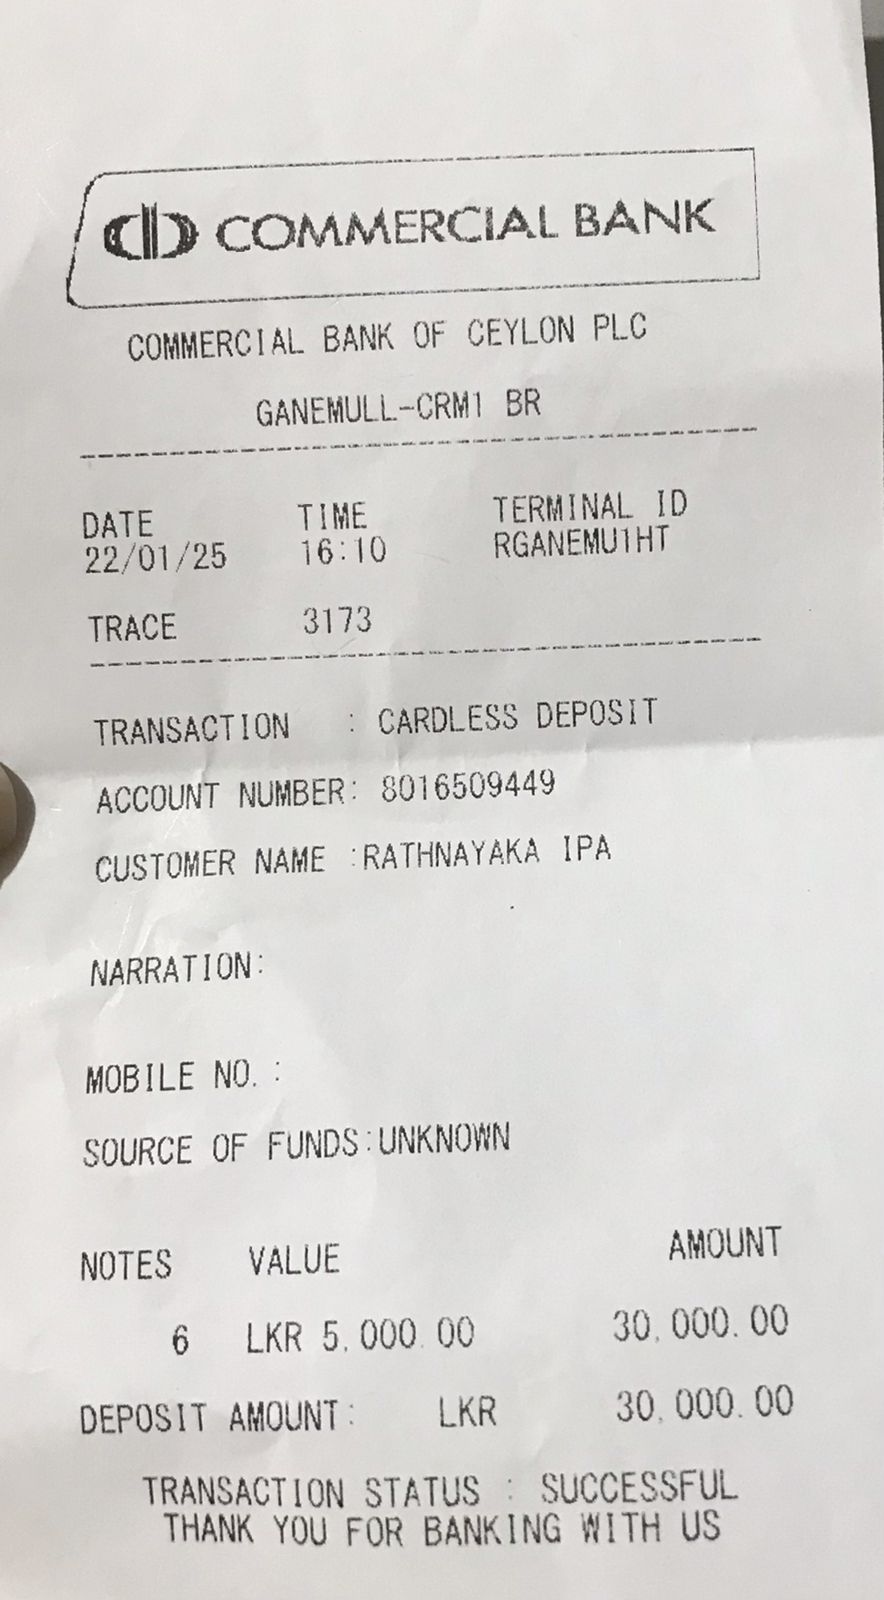 COMMERCIAL BANK
COMMERCIAL BANK OF CEYLON PLC
GANEMULL-CRM1 BR
DATE TIME TERMINAL ID
22/01/25 16:10 RGANEMU1HT
TRACE 3173
TRANSACTION : CARDLESS DEPOSIT
ACCOUNT NUMBER: 8016509449
CUSTOMER NAME :RATHNAYAKA IPA
NARRATION:
MOBILE NO. :
SOURCE OF FUNDS:UNKNOWN
NOTES VALUE AMOUNT
6 LKR 5,000.00 30,000.00
DEPOSIT AMOUNT: LKR 30,000.00
TRANSACTION STATUS : SUCCESSFUL
THANK YOU FOR BANKING WITH US